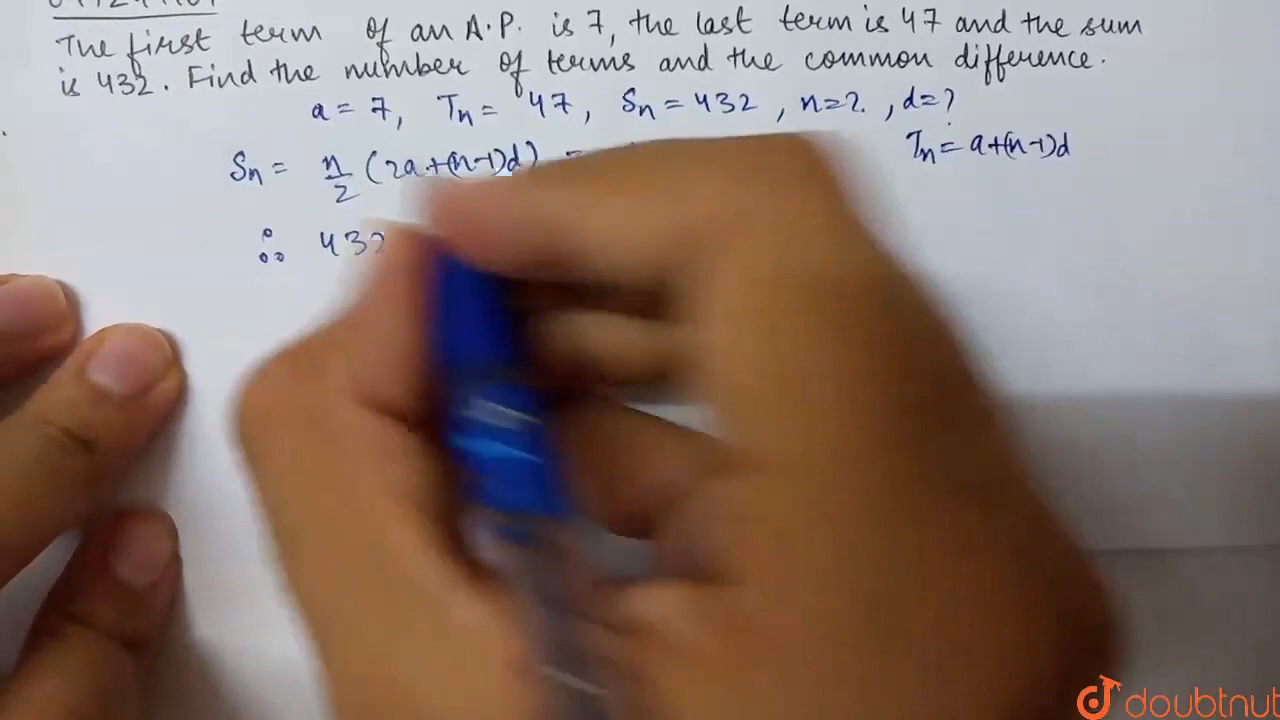 The first term of an A.P. is 7, the last term is 47 and the sum
is 432. Find the number of terms and the common difference.
a = 7, Tn = 47, Sn = 432, n=?, d=?
Tn = a+(n-1)d
Sn = n/2 (2a+(n-1)d) =
∴ 432
doubtnut